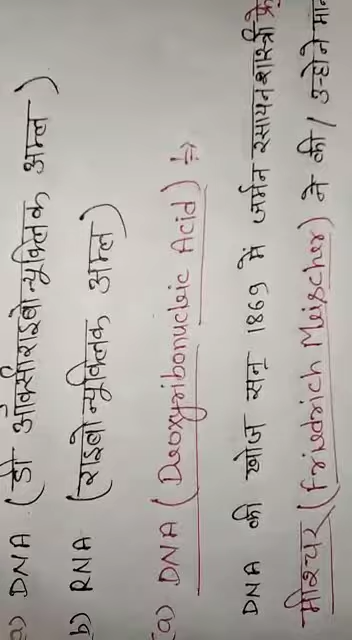 a) DNA (डी ऑक्सीराइबो न्यूक्लिक अम्ल)
b) RNA (राइबो न्यूक्लिक अम्ल)
(a) DNA (Deoxyribonucleic Acid) :-
DNA की खोज सन् 1869 में जर्मन रसायनशास्त्री
मीश्चर (Friedrich Meischer) ने की / उन्होने